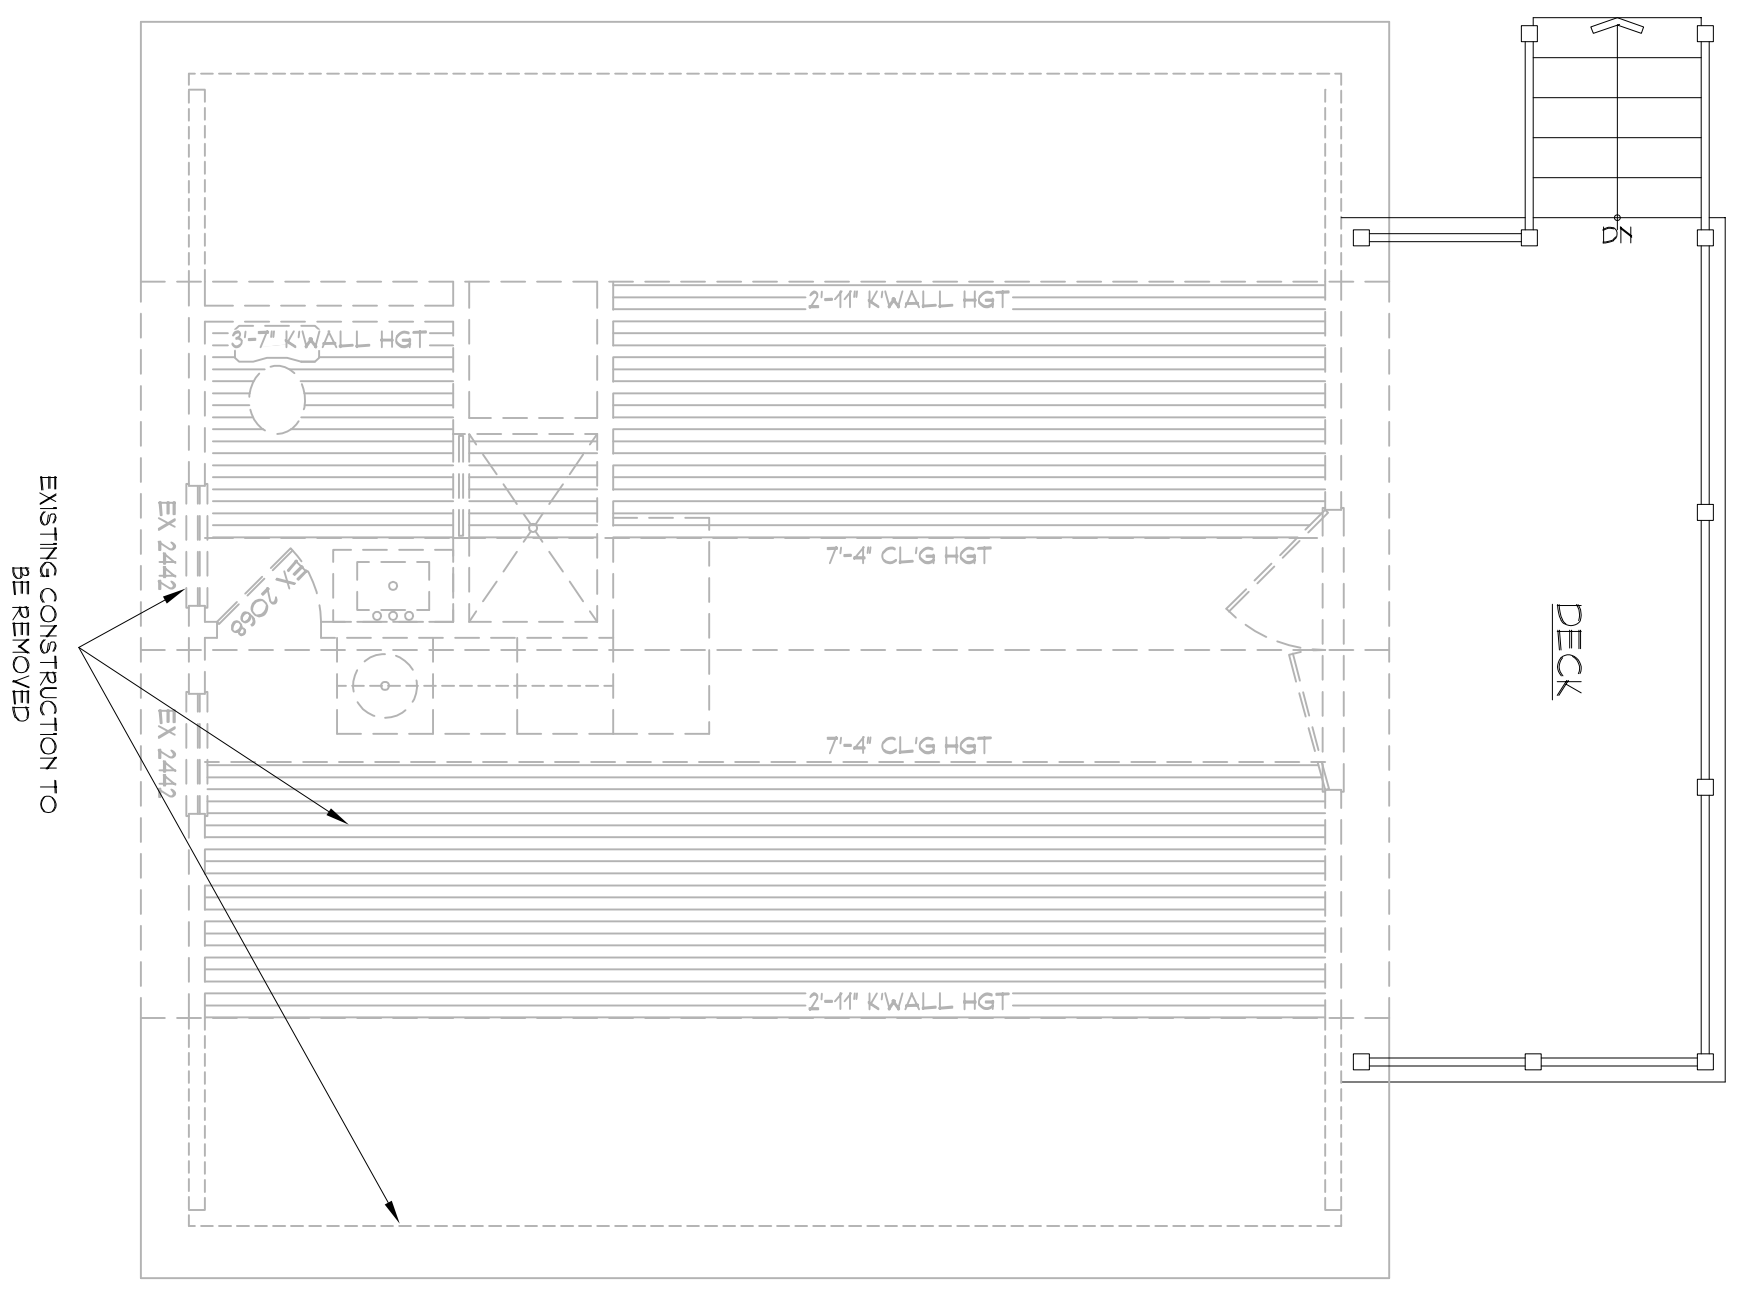 DN
2'-11" K'WALL HGT
3'-7" K'WALL HGT
EX 2442
EX 2068
7'-4" CL'G HGT
DECK
EXISTING CONSTRUCTION TO
BE REMOVED
EX 2442
7'-4" CL'G HGT
2'-11" K'WALL HGT